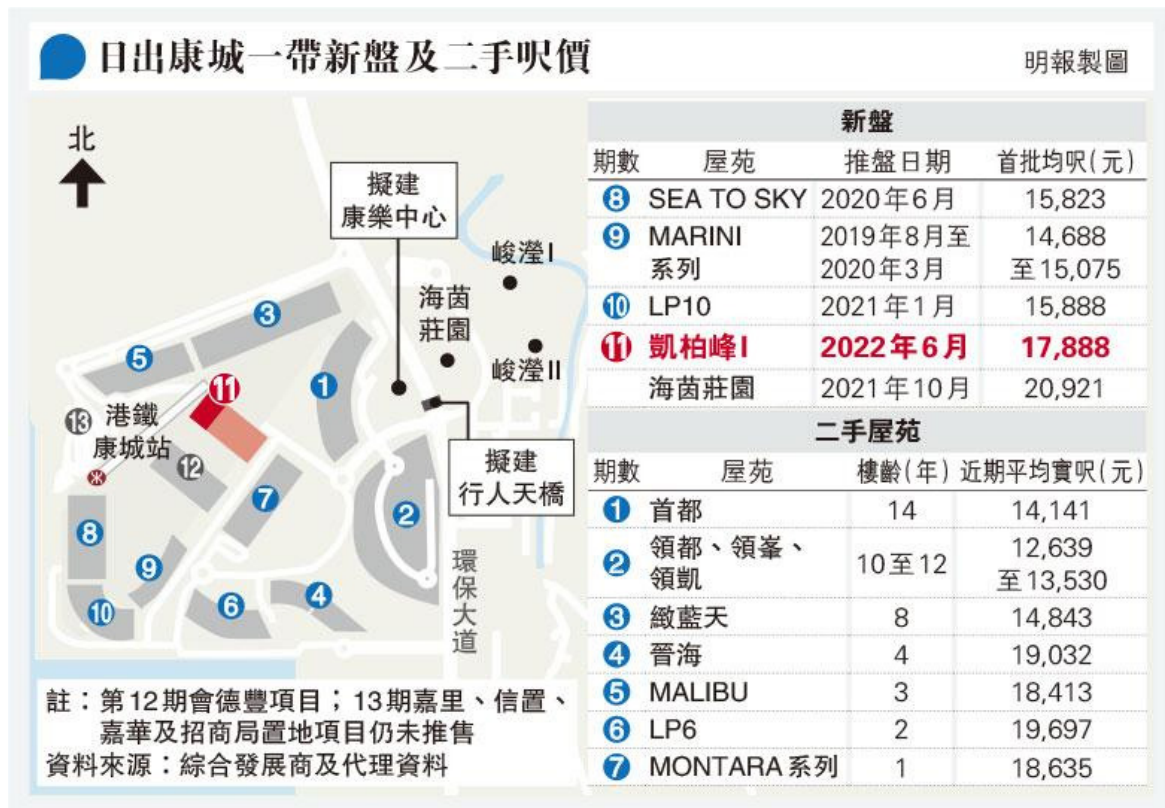 日出康城一帶新盤及二手呎價
明報製圖
北
擬建
康樂中心
峻瀅I
海茵
莊園
峻瀅II
擬建
行人天橋
3
5
1
11
13
港鐵
康城站
12
7
2
8
9
10
6
4
環保大道
註：第12期會德豐項目；13期嘉里、信置、
嘉華及招商局置地項目仍未推售
資料來源：綜合發展商及代理資料
新盤
期數 屋苑 推盤日期 首批均呎(元)
8 SEA TO SKY 2020年6月 15,823
9 MARINI 2019年8月至 14,688
系列 2020年3月 至15,075
10 LP10 2021年1月 15,888
11 凱柏峰I 2022年6月 17,888
海茵莊園 2021年10月 20,921
二手屋苑
期數 屋苑 樓齡(年) 近期平均實呎(元)
1 首都 14 14,141
2 領都、領峯、 10至12 12,639
領凱 至13,530
3 緻藍天 8 14,843
4 晉海 4 19,032
5 MALIBU 3 18,413
6 LP6 2 19,697
7 MONTARA系列 1 18,635